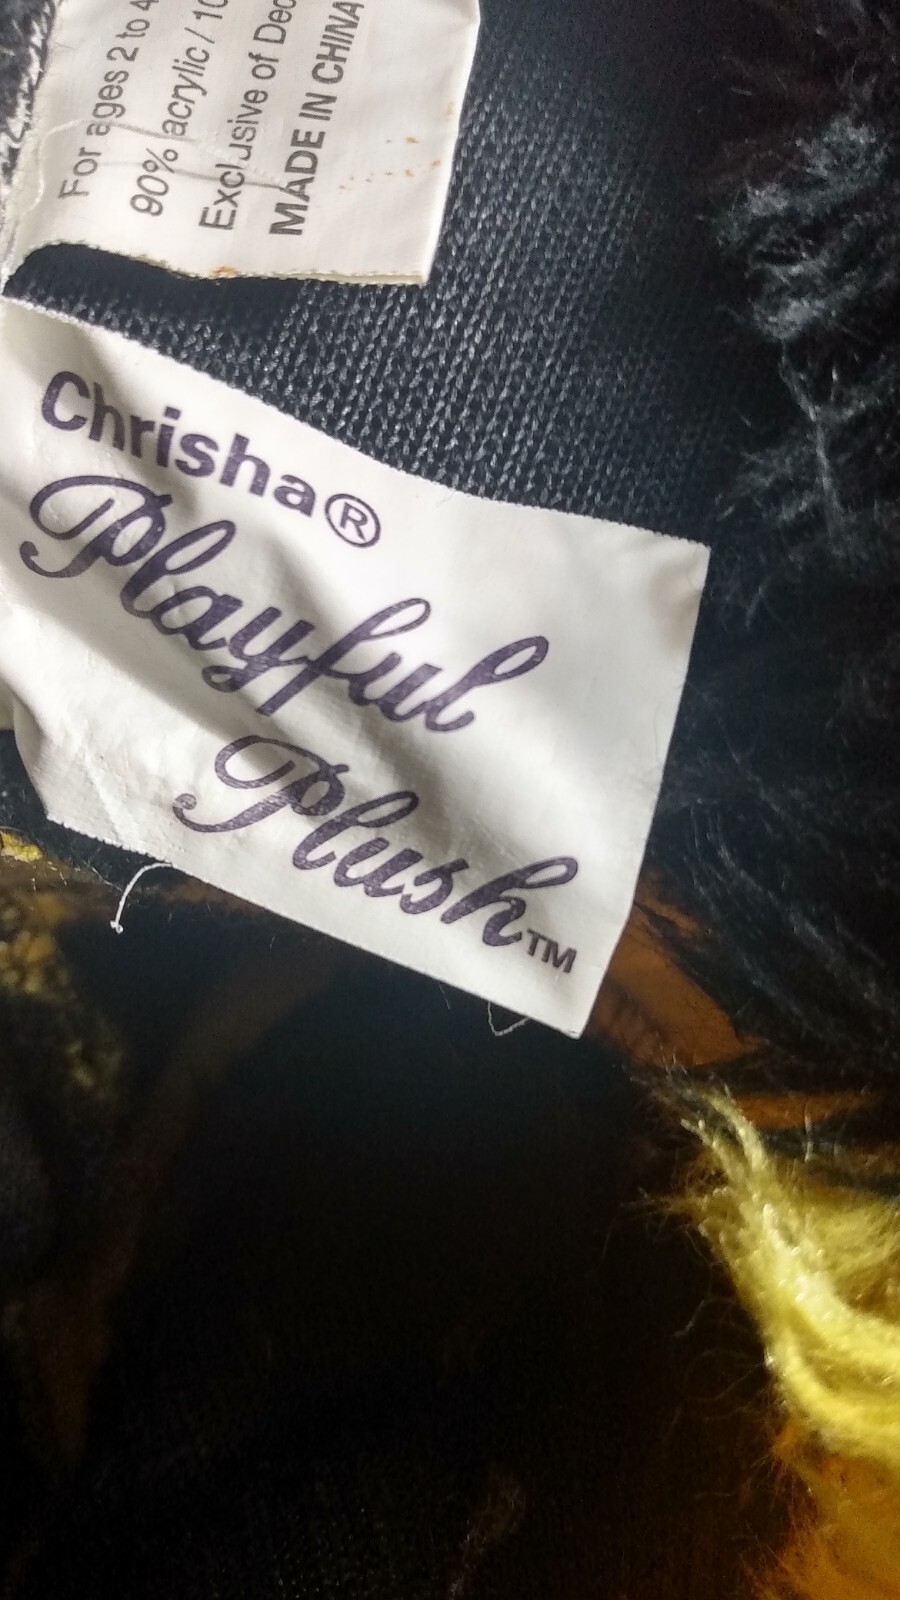 For ages 2 to 4
90% acrylic / 10
Exclusive of Dec
MADE IN CHINA
Chrisha®
Playful
Plush™